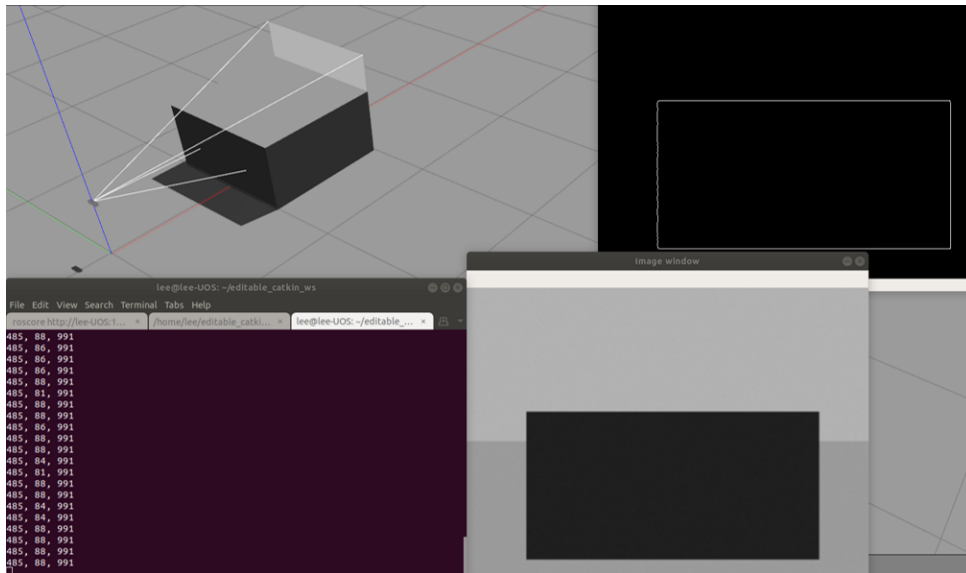 Image window
lee@lee-UOS: ~/editable_catkin_ws
File Edit View Search Terminal Tabs Help
roscore http://lee-UOS:1... × /home/lee/editable_catki... × lee@lee-UOS: ~/editable_... ×
485, 88, 991
485, 86, 991
485, 86, 991
485, 86, 991
485, 88, 991
485, 81, 991
485, 88, 991
485, 88, 991
485, 86, 991
485, 88, 991
485, 88, 991
485, 84, 991
485, 81, 991
485, 88, 991
485, 88, 991
485, 84, 991
485, 84, 991
485, 88, 991
485, 88, 991
485, 88, 991
485, 88, 991